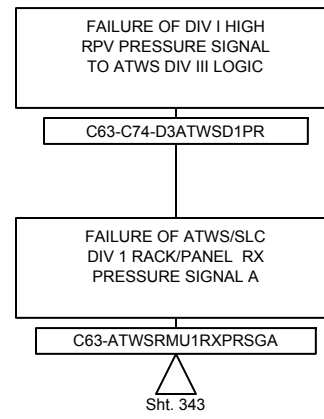 FAILURE OF DIV I HIGH
RPV PRESSURE SIGNAL
TO ATWS DIV III LOGIC
C63-C74-D3ATWSD1PR
FAILURE OF ATWS/SLC
DIV 1 RACK/PANEL RX
PRESSURE SIGNAL A
C63-ATWSRMU1RXPRSGA
Sht. 343